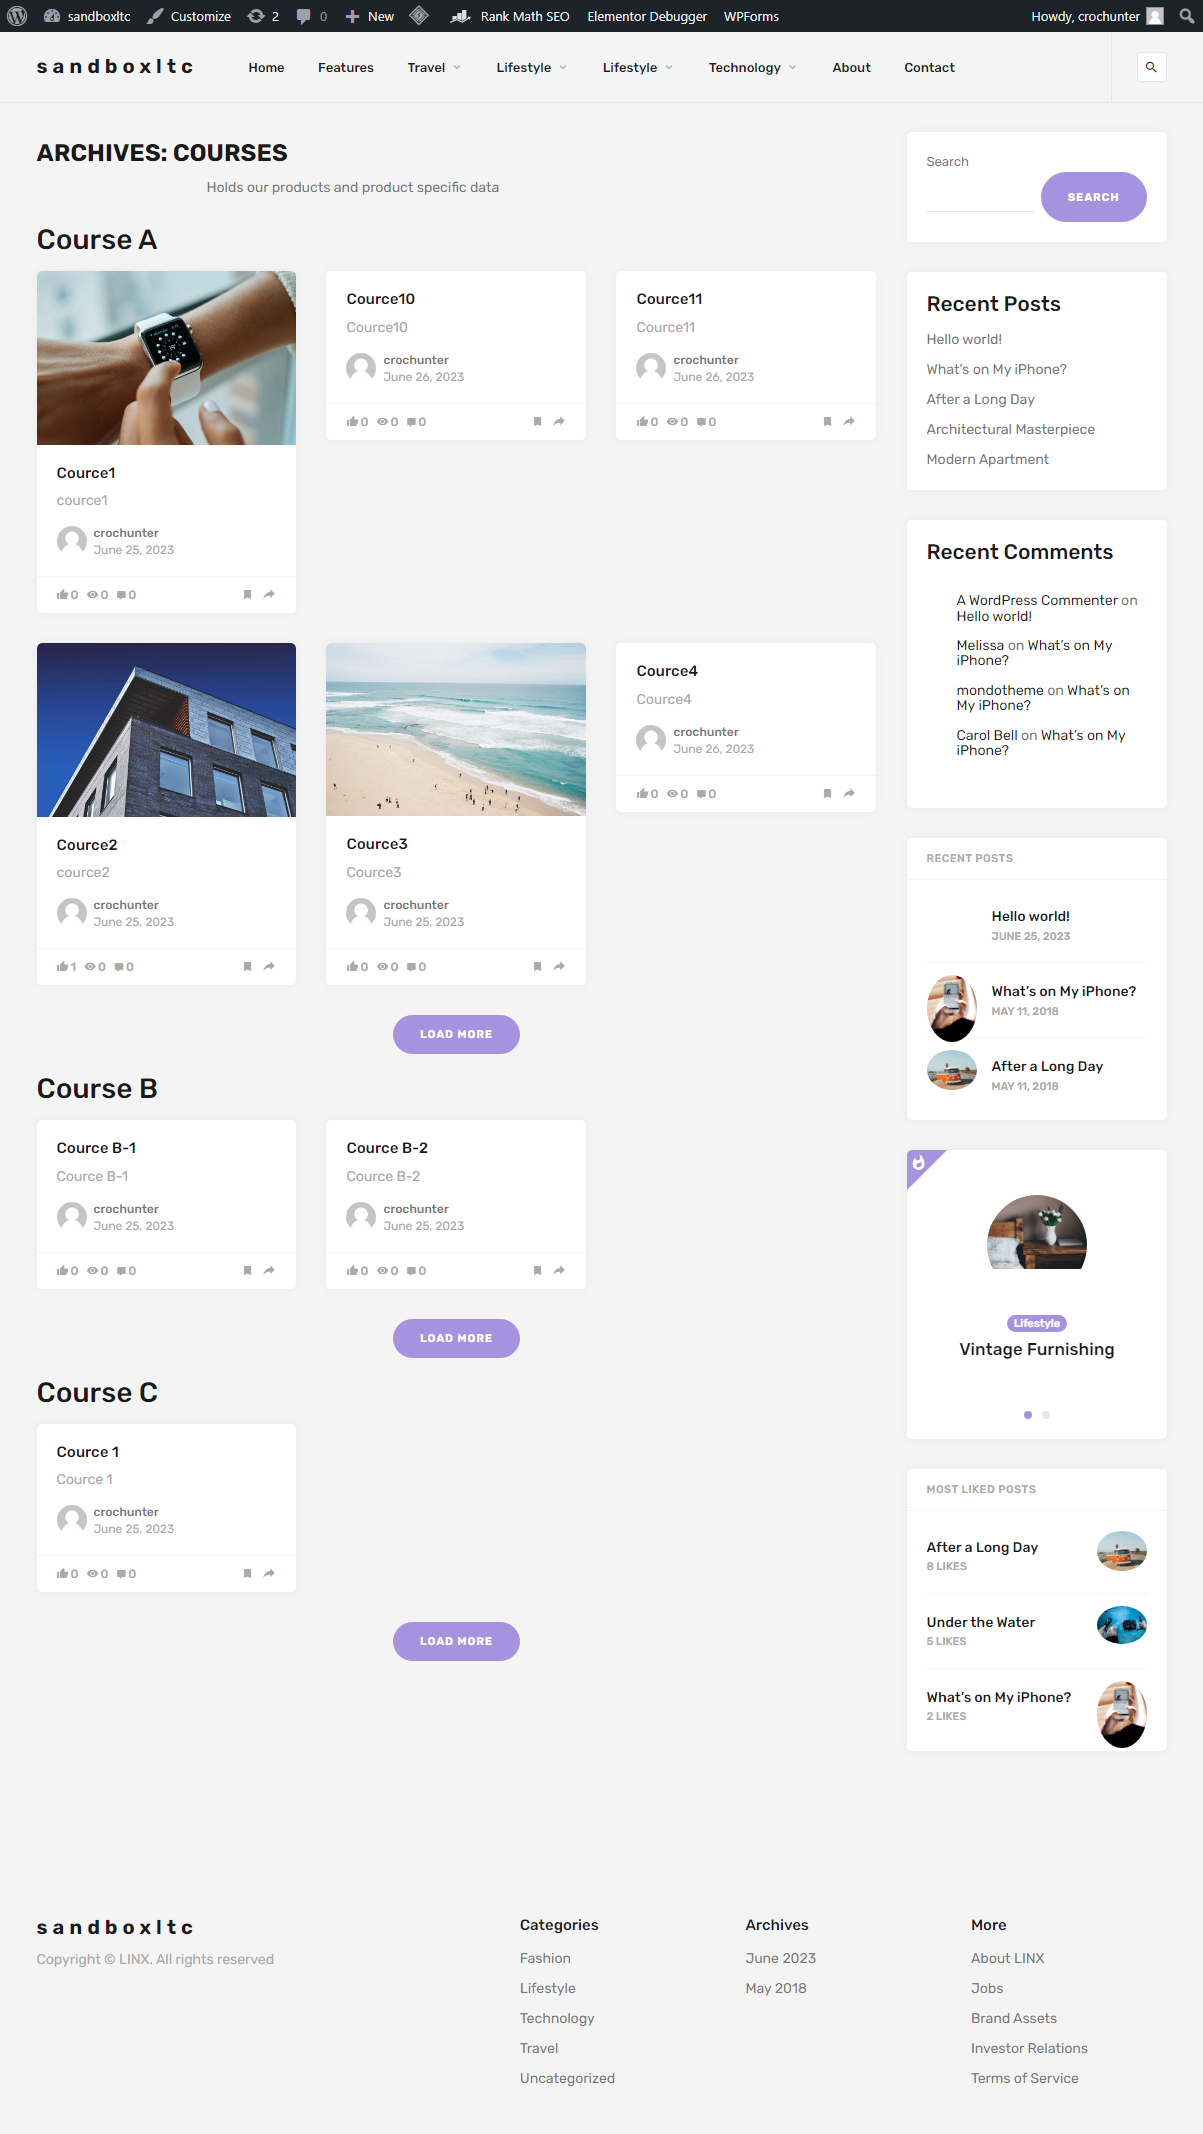 sandboxltc Customize 2 0 New Rank Math SEO Elementor Debugger WPForms Howdy, crochunter
sandboxltc Home Features Travel Lifestyle Lifestyle Technology About Contact
ARCHIVES: COURSES
Holds our products and product specific data
Course A
Cource1
cource1
crochunter
June 25, 2023
0 0 0
Cource10
Cource10
crochunter
June 26, 2023
0 0 0
Cource11
Cource11
crochunter
June 26, 2023
0 0 0
Cource2
cource2
crochunter
June 25, 2023
1 0 0
Cource3
Cource3
crochunter
June 25, 2023
0 0 0
Cource4
Cource4
crochunter
June 26, 2023
0 0 0
LOAD MORE
Course B
Cource B-1
Cource B-1
crochunter
June 25, 2023
0 0 0
Cource B-2
Cource B-2
crochunter
June 25, 2023
0 0 0
LOAD MORE
Course C
Cource 1
Cource 1
crochunter
June 25, 2023
0 0 0
LOAD MORE
Search
SEARCH
Recent Posts
Hello world!
What's on My iPhone?
After a Long Day
Architectural Masterpiece
Modern Apartment
Recent Comments
A WordPress Commenter on
Hello world!
Melissa on What's on My
iPhone?
mondotheme on What's on
My iPhone?
Carol Bell on What's on My
iPhone?
RECENT POSTS
Hello world!
JUNE 25, 2023
What's on My iPhone?
MAY 11, 2018
After a Long Day
MAY 11, 2018
Lifestyle
Vintage Furnishing
MOST LIKED POSTS
After a Long Day
8 LIKES
Under the Water
5 LIKES
What's on My iPhone?
2 LIKES
sandboxltc
Copyright © LINX. All rights reserved
Categories
Fashion
Lifestyle
Technology
Travel
Uncategorized
Archives
June 2023
May 2018
More
About LINX
Jobs
Brand Assets
Investor Relations
Terms of Service